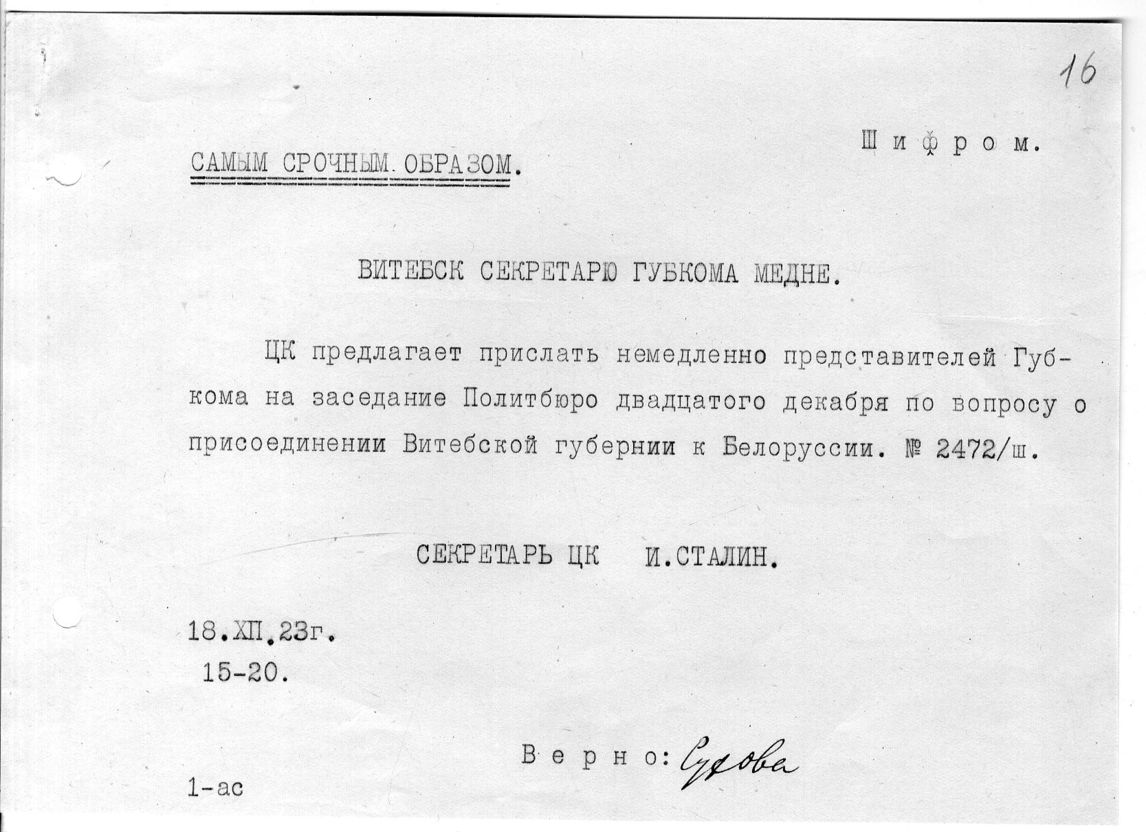 16
Шифром.
САМЫМ СРОЧНЫМ ОБРАЗОМ.
ВИТЕБСК СЕКРЕТАРЮ ГУБКОМА МЕДНЕ.
ЦК предлагает прислать немедленно представителей Губ-
кома на заседание Политбюро двадцатого декабря по вопросу о
присоединении Витебской губернии к Белоруссии. № 2472/ш.
СЕКРЕТАРЬ ЦК И.СТАЛИН.
18.ХП.23г.
15-20.
Верно: Сухова
1-ас